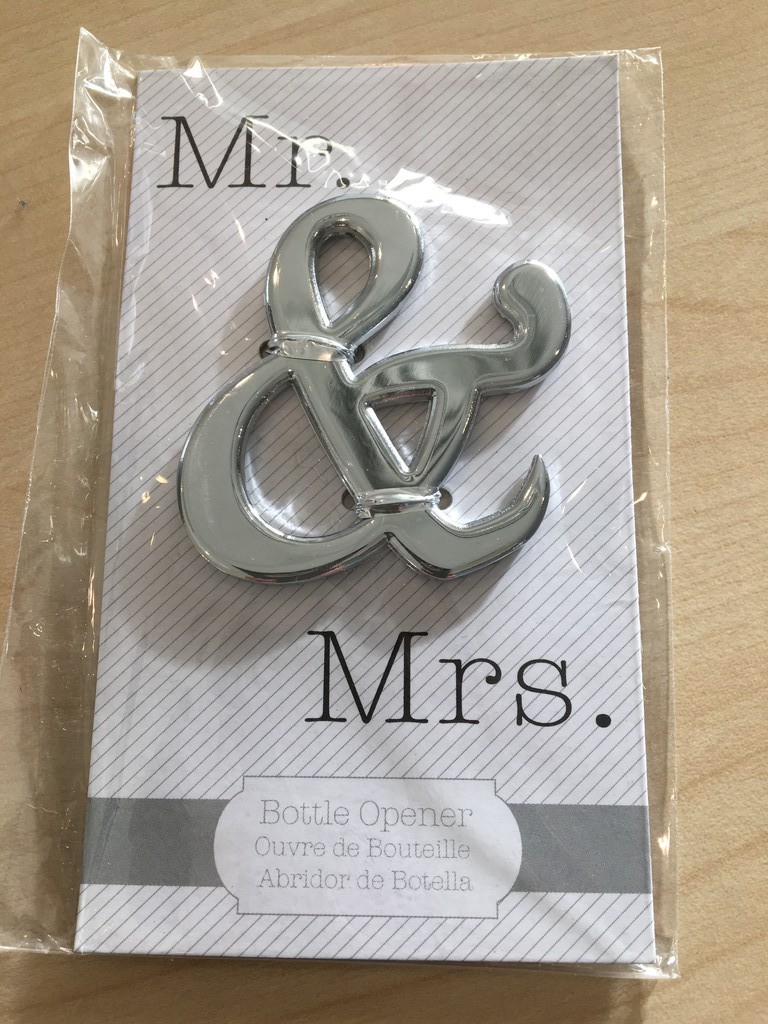 Mr.
&
Mrs.
Bottle Opener
Ouvre de Bouteille
Abridor de Botella